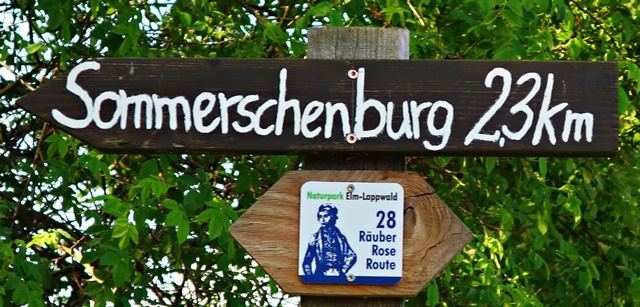 Sommerschenburg 2,3km
Naturpark Elm-Lappwald
28
Räuber
Rose
Route